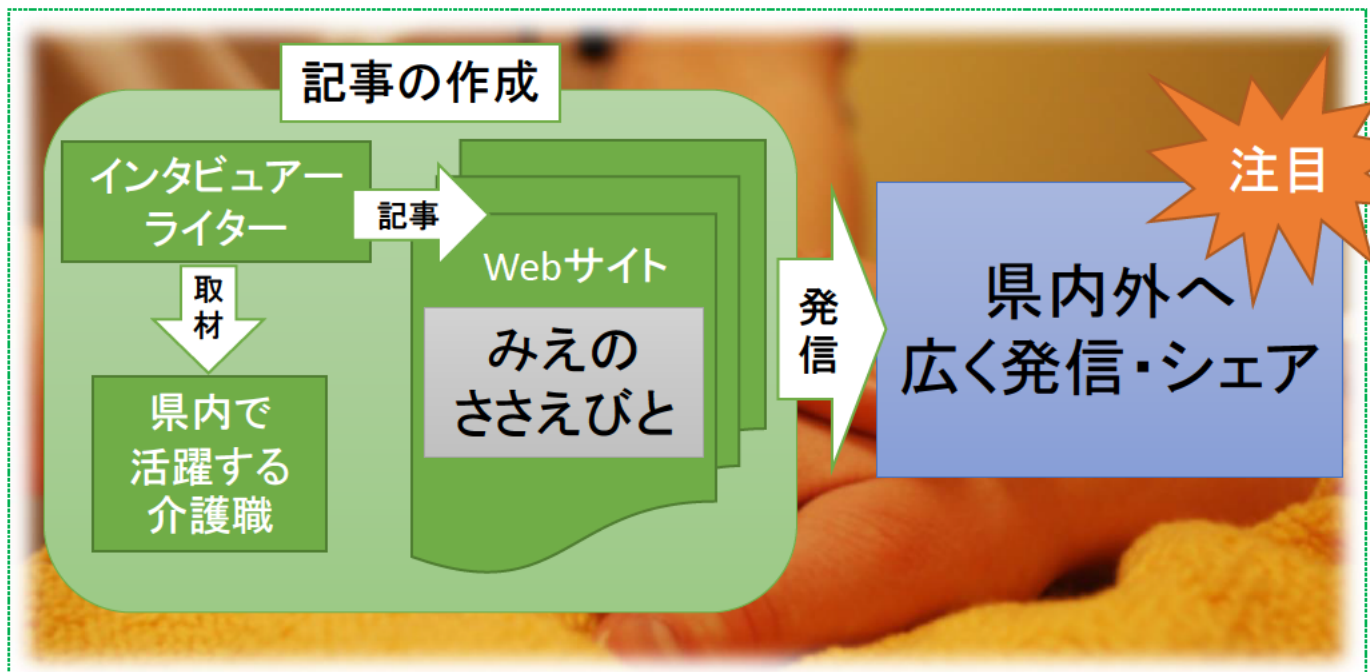 記事の作成
インタビュアー
ライター
記事
取
材
県内で
活躍する
介護職
Webサイト
みえの
ささえびと
発
信
注目
県内外へ
広く発信・シェア